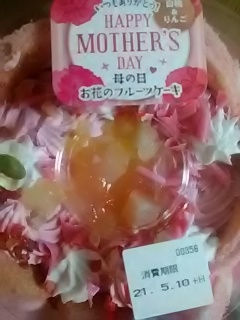 いつもありがとう!
白桃
&
りんご
HAPPY
MOTHER'S
DAY
母の日
お花のフルーツケーキ
00056
消費期限
21. 5.10